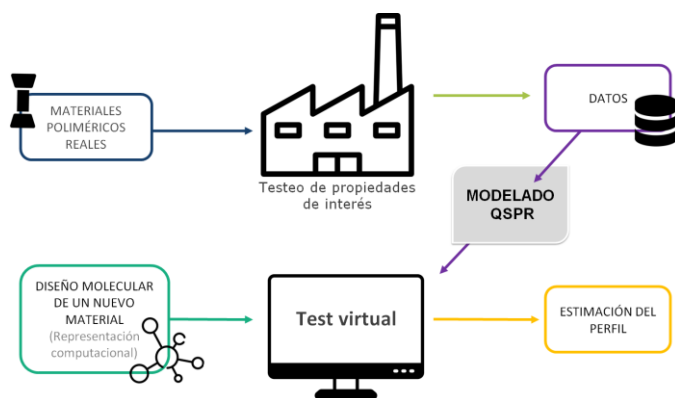 MATERIALES
POLIMÉRICOS
REALES
Testeo de propiedades
de interés
DATOS
MODELADO
QSPR
DISEÑO MOLECULAR
DE UN NUEVO
MATERIAL
(Representación
computacional)
Test virtual
ESTIMACIÓN DEL
PERFIL